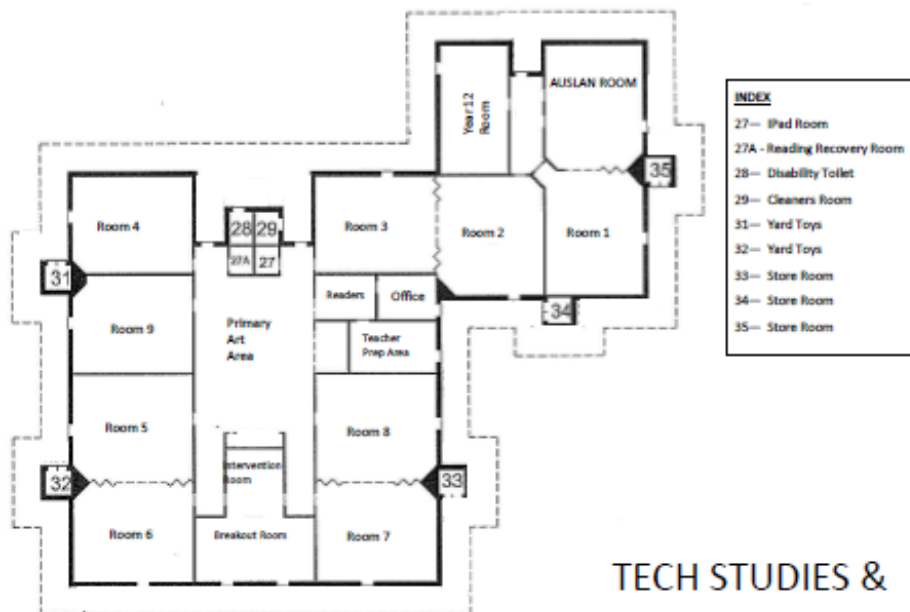 Year 12
Room
AUSLAN ROOM
INDEX
27— IPad Room
27A - Reading Recovery Room
28— Disability Toilet
29— Cleaners Room
31— Yard Toys
32— Yard Toys
33— Store Room
34— Store Room
35— Store Room
35
Room 4
28
29
Room 3
Room 2
Room 1
27A
27
31
Readers
Office
34
Room 9
Primary
Art
Area
Teacher
Prep Area
Room 5
Room 8
Intervention
Room
32
33
Room 6
Breakout Room
Room 7
TECH STUDIES &